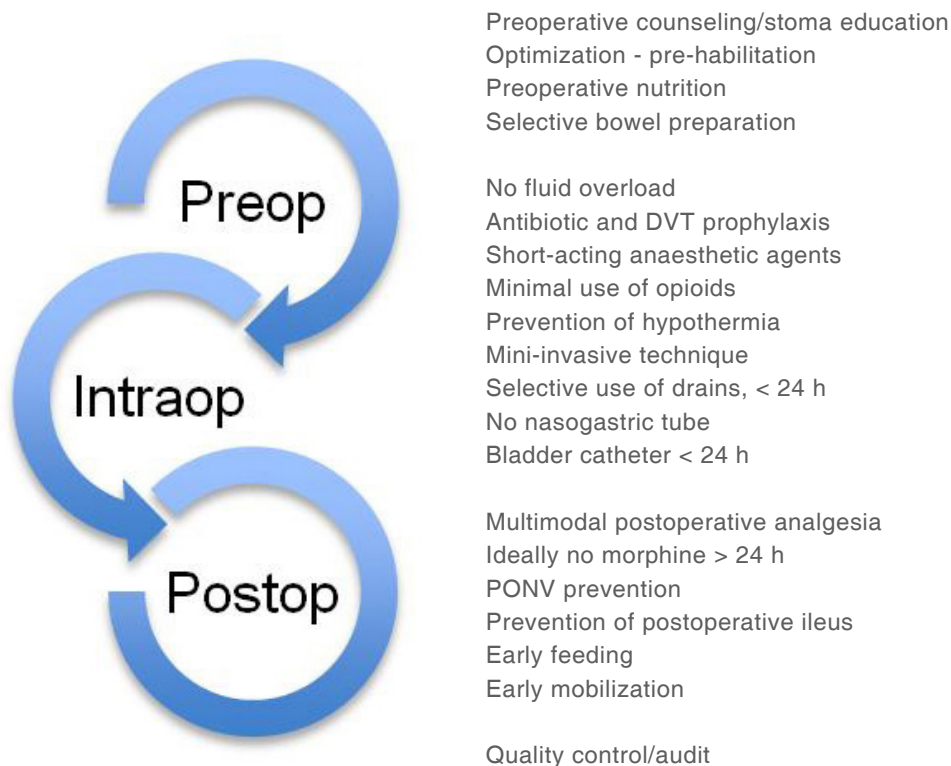 Preoperative counseling/stoma education
Optimization - pre-habilitation
Preoperative nutrition
Selective bowel preparation
Preop
No fluid overload
Antibiotic and DVT prophylaxis
Short-acting anaesthetic agents
Minimal use of opioids
Prevention of hypothermia
Mini-invasive technique
Selective use of drains, < 24 h
No nasogastric tube
Bladder catheter < 24 h
Intraop
Multimodal postoperative analgesia
Ideally no morphine > 24 h
PONV prevention
Prevention of postoperative ileus
Early feeding
Early mobilization
Postop
Quality control/audit